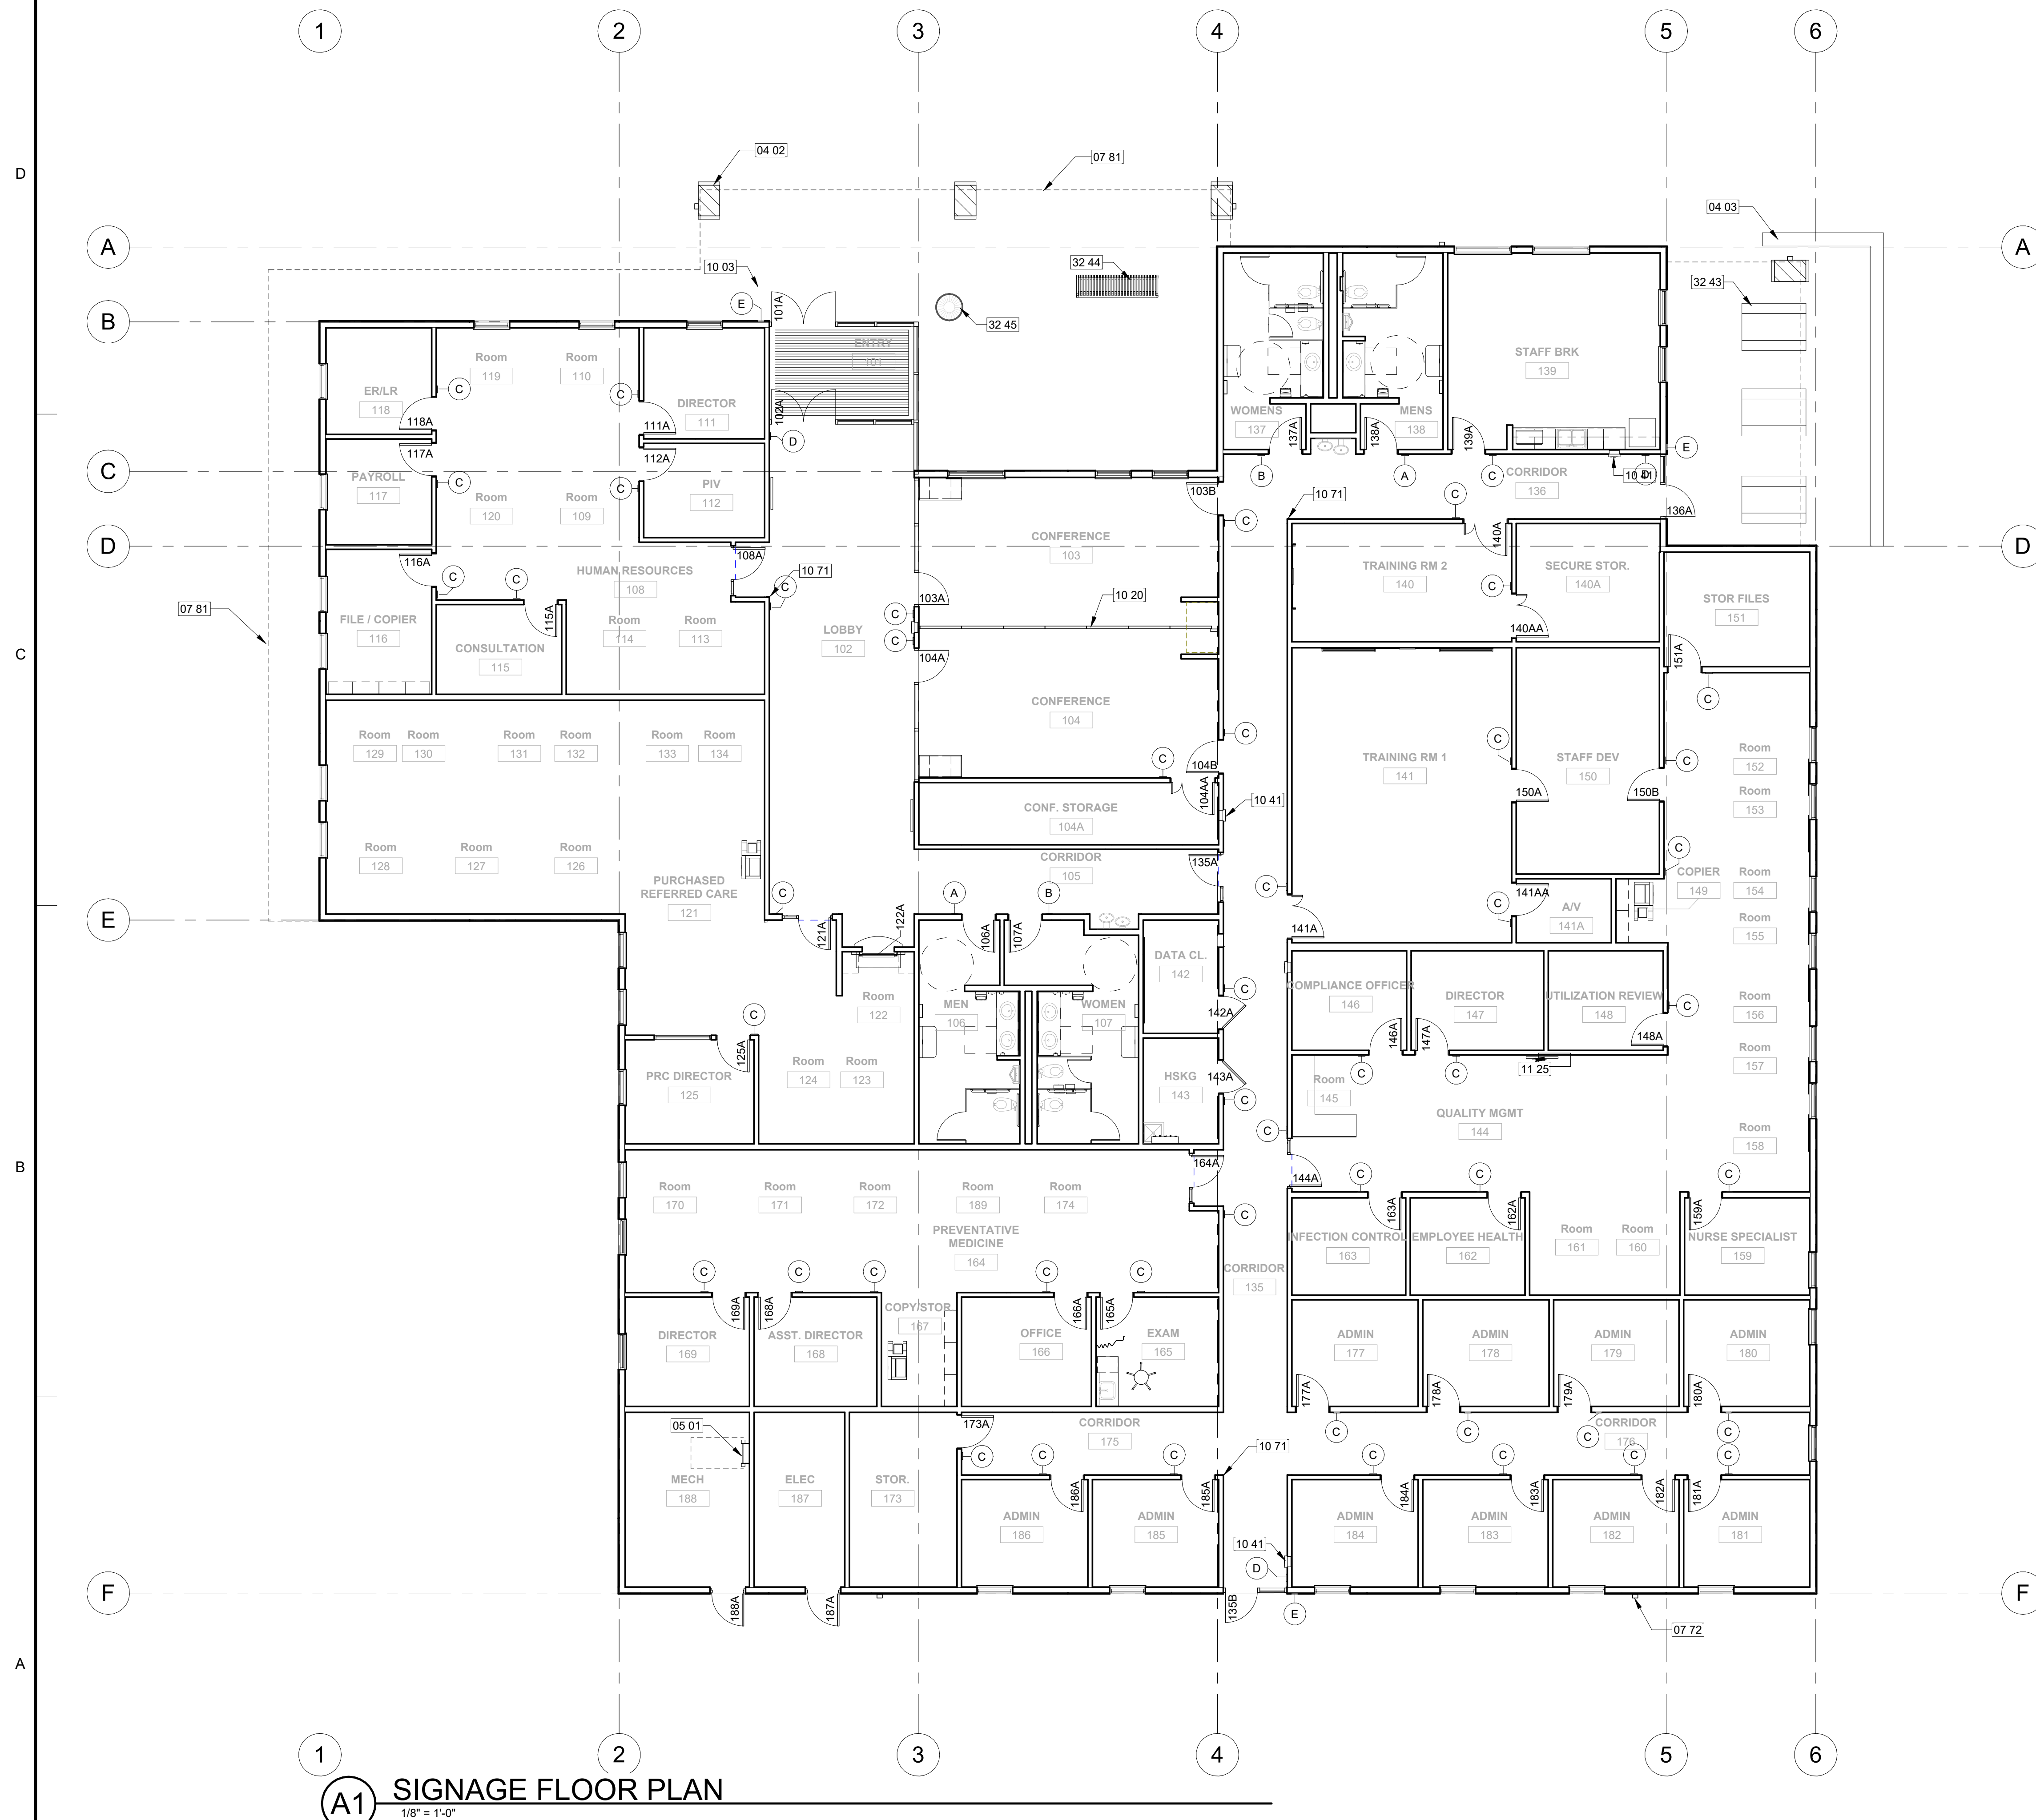 1 2 3 4 5 6
D
04 02
07 81
04 03
A A
10 03
32 44
32 43
E
101A
ENTRY
101
32 45
B
Room
119
Room
110
ER/LR
118
C
C
DIRECTOR
111
118A
111A
102A
D
STAFF BRK
139
WOMENS
137
MENS
138
137A
138A
139A
E
117A
112A
C
PAYROLL
117
C
C
PIV
112
B
A
C
CORRIDOR
136
10 41
D
103B
10 71
C
136A
Room
120
Room
109
C
CONFERENCE
103
140A
D D
116A
108A
HUMAN RESOURCES
108
10 71
TRAINING RM 2
140
SECURE STOR.
140A
C
C
C
C
STOR FILES
151
07 81
FILE / COPIER
116
115A
103A
10 20
C
Room
114
Room
113
LOBBY
102
C
140AA
C
CONSULTATION
115
104A
151A
C
CONFERENCE
104
Room
129
Room
130
Room
131
Room
132
Room
133
Room
134
C
C
C
C
TRAINING RM 1
141
STAFF DEV
150
Room
152
104B
104AA
150A
150B
Room
153
CONF. STORAGE
104A
10 41
Room
128
Room
127
Room
126
CORRIDOR
105
135A
C
PURCHASED
REFERRED CARE
121
C
A
B
C
141AA
COPIER
149
Room
154
A/V
141A
C
E
121A
122A
106A
107A
141A
Room
155
DATA CL.
142
COMPLIANCE OFFICER
146
DIRECTOR
147
UTILIZATION REVIEW
148
C
C
Room
156
Room
122
MEN
106
WOMEN
107
142A
C
125A
146A
147A
148A
Room
157
PRC DIRECTOR
125
Room
124
Room
123
HSKG
143
143A
C
C
C
11 25
Room
145
QUALITY MGMT
144
Room
158
B
C
164A
144A
Room
170
Room
171
Room
172
Room
189
Room
174
C
C
C
C
PREVENTATIVE
MEDICINE
164
163A
162A
159A
INFECTION CONTROL
163
EMPLOYEE HEALTH
162
Room
161
Room
160
NURSE SPECIALIST
159
CORRIDOR
135
C
C
C
C
C
169A
168A
166A
165A
COPY/STOR
167
DIRECTOR
169
ASST. DIRECTOR
168
OFFICE
166
EXAM
165
ADMIN
177
ADMIN
178
ADMIN
179
ADMIN
180
177A
178A
179A
180A
05 01
173A
CORRIDOR
175
10 71
C
C
C
CORRIDOR
176
C
C
C
C
C
C
C
C
MECH
188
ELEC
187
STOR.
173
186A
185A
184A
183A
182A
181A
ADMIN
186
ADMIN
185
ADMIN
184
ADMIN
183
ADMIN
182
ADMIN
181
10 41
D
F F
188A
187A
135B
E
07 72
A
1 2 3 4 5 6
A1
SIGNAGE FLOOR PLAN
1/8" = 1'-0"